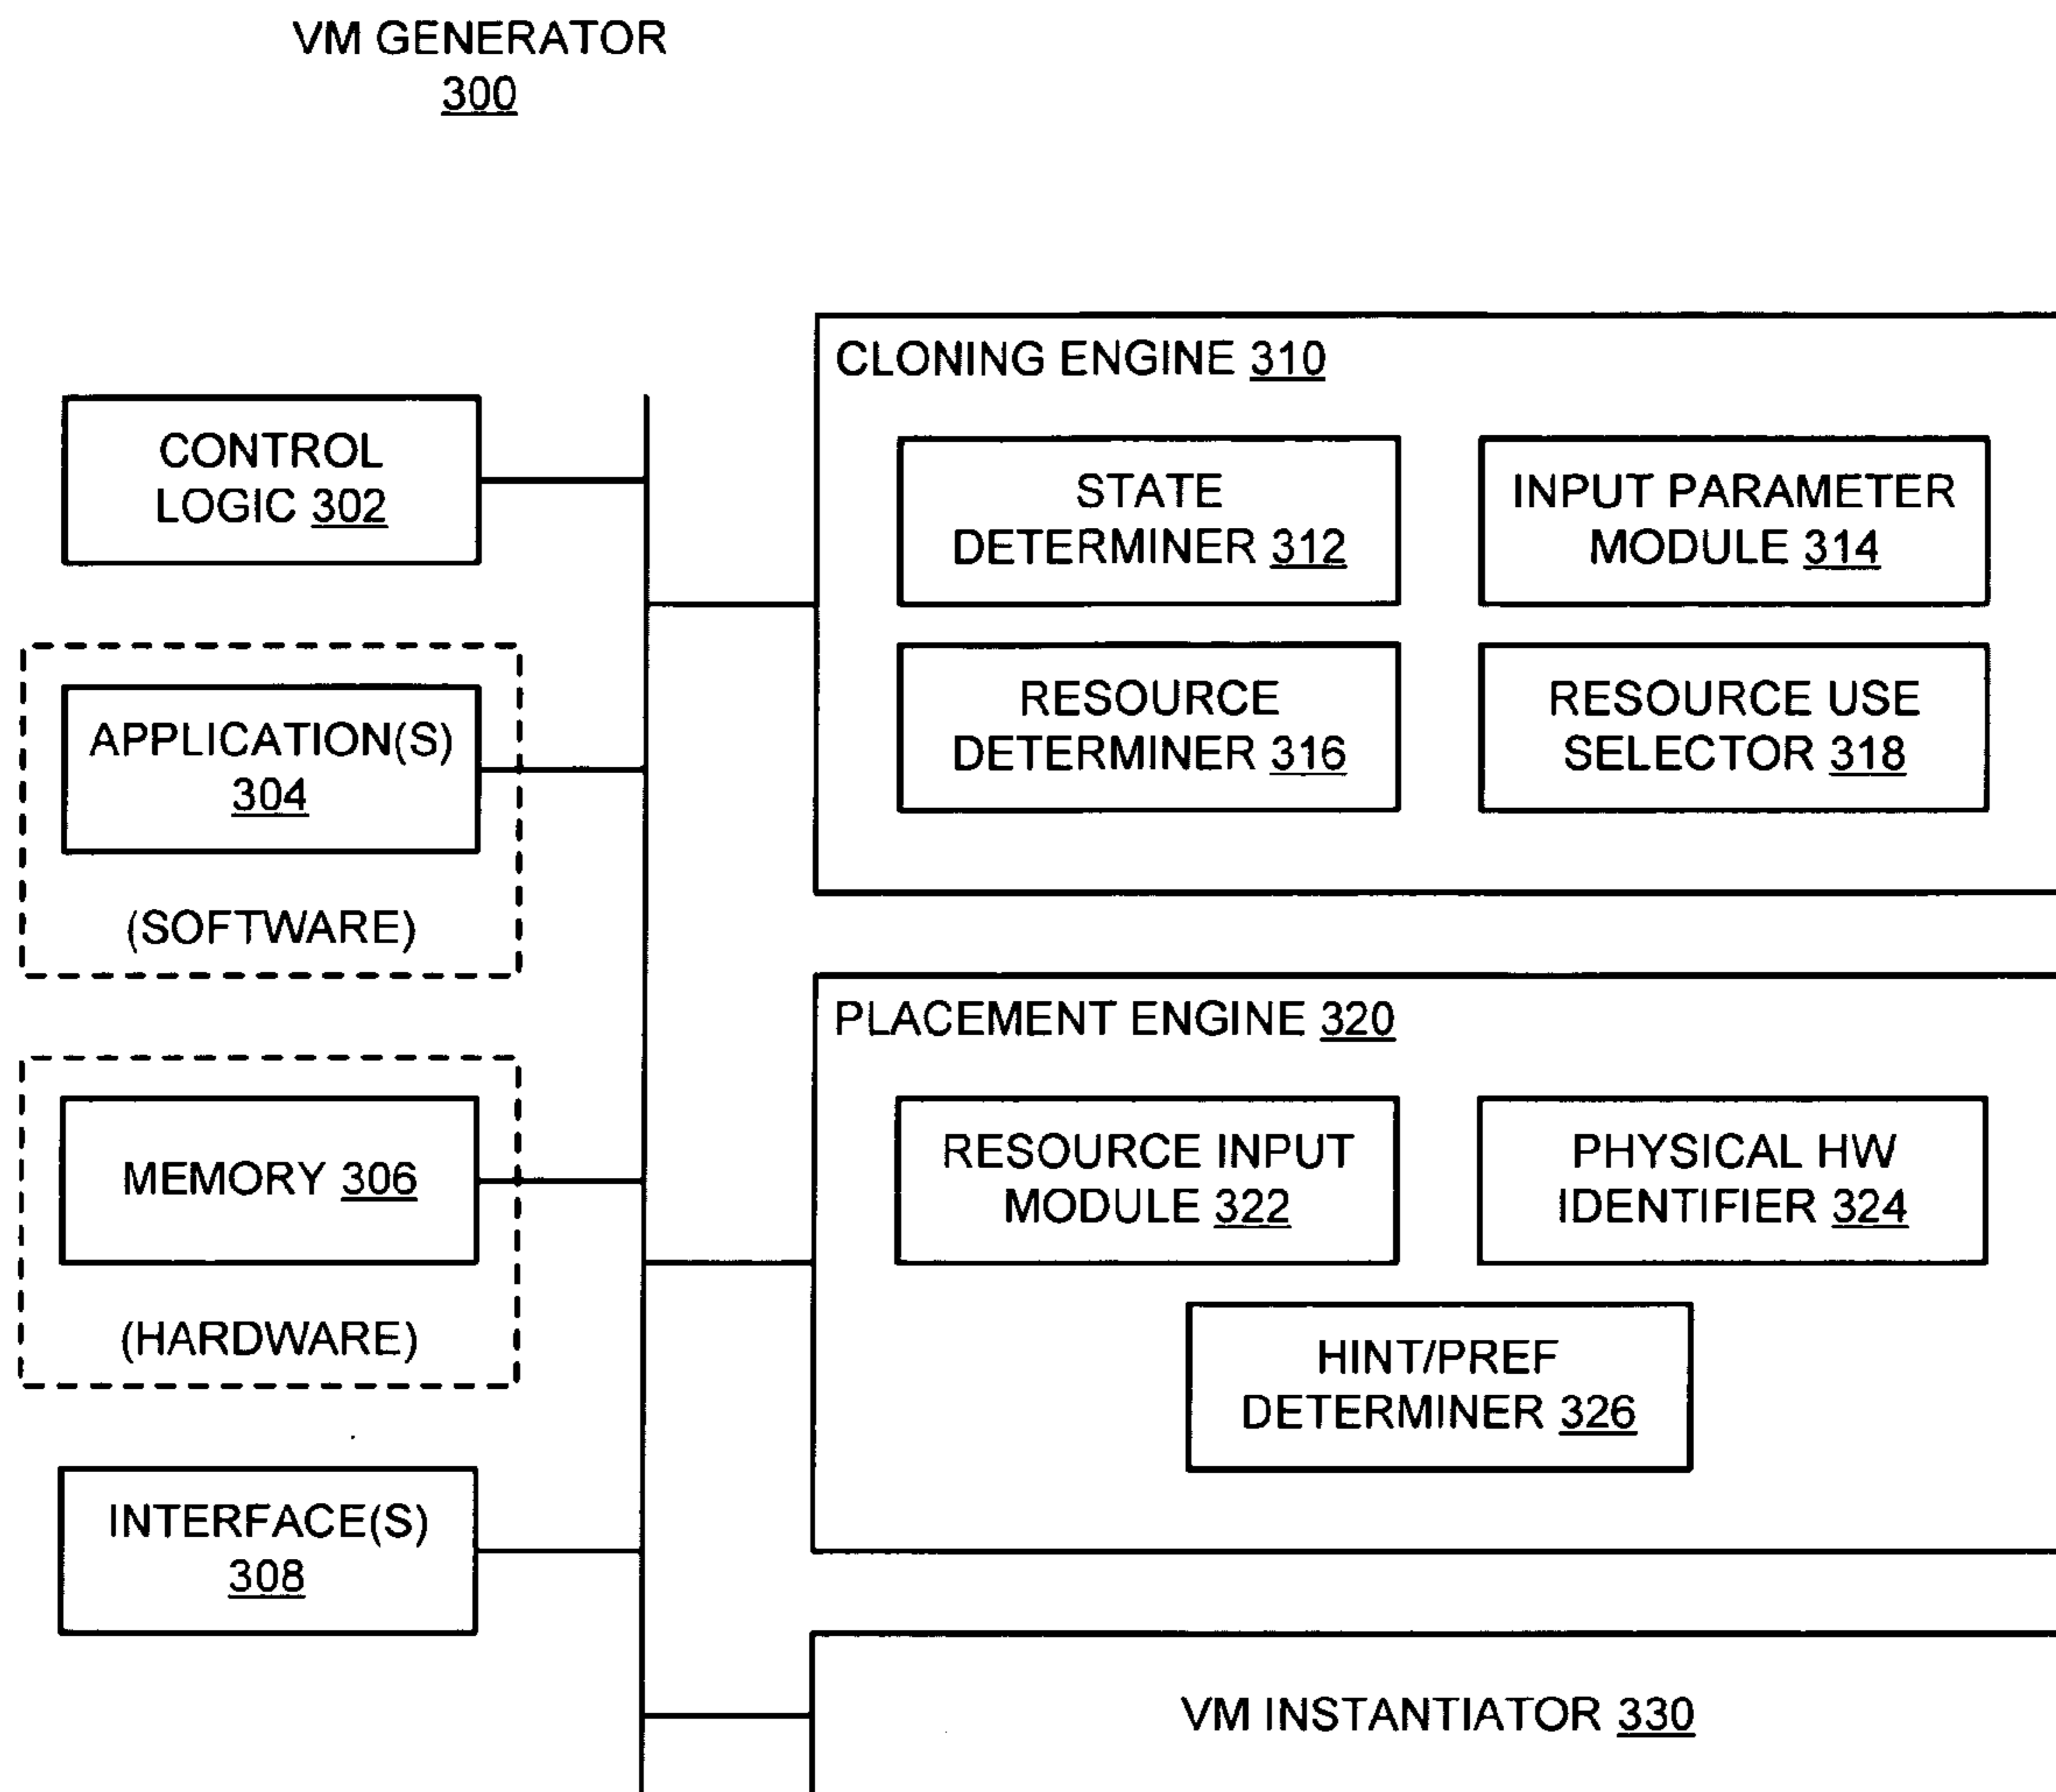 VM GENERATOR
300
CONTROL
LOGIC 302
APPLICATION(S)
304
(SOFTWARE)
MEMORY 306
(HARDWARE)
INTERFACE(S)
308
CLONING ENGINE 310
STATE
DETERMINER 312
INPUT PARAMETER
MODULE 314
RESOURCE
DETERMINER 316
RESOURCE USE
SELECTOR 318
PLACEMENT ENGINE 320
RESOURCE INPUT
MODULE 322
PHYSICAL HW
IDENTIFIER 324
HINT/PREF
DETERMINER 326
VM INSTANTIATOR 330